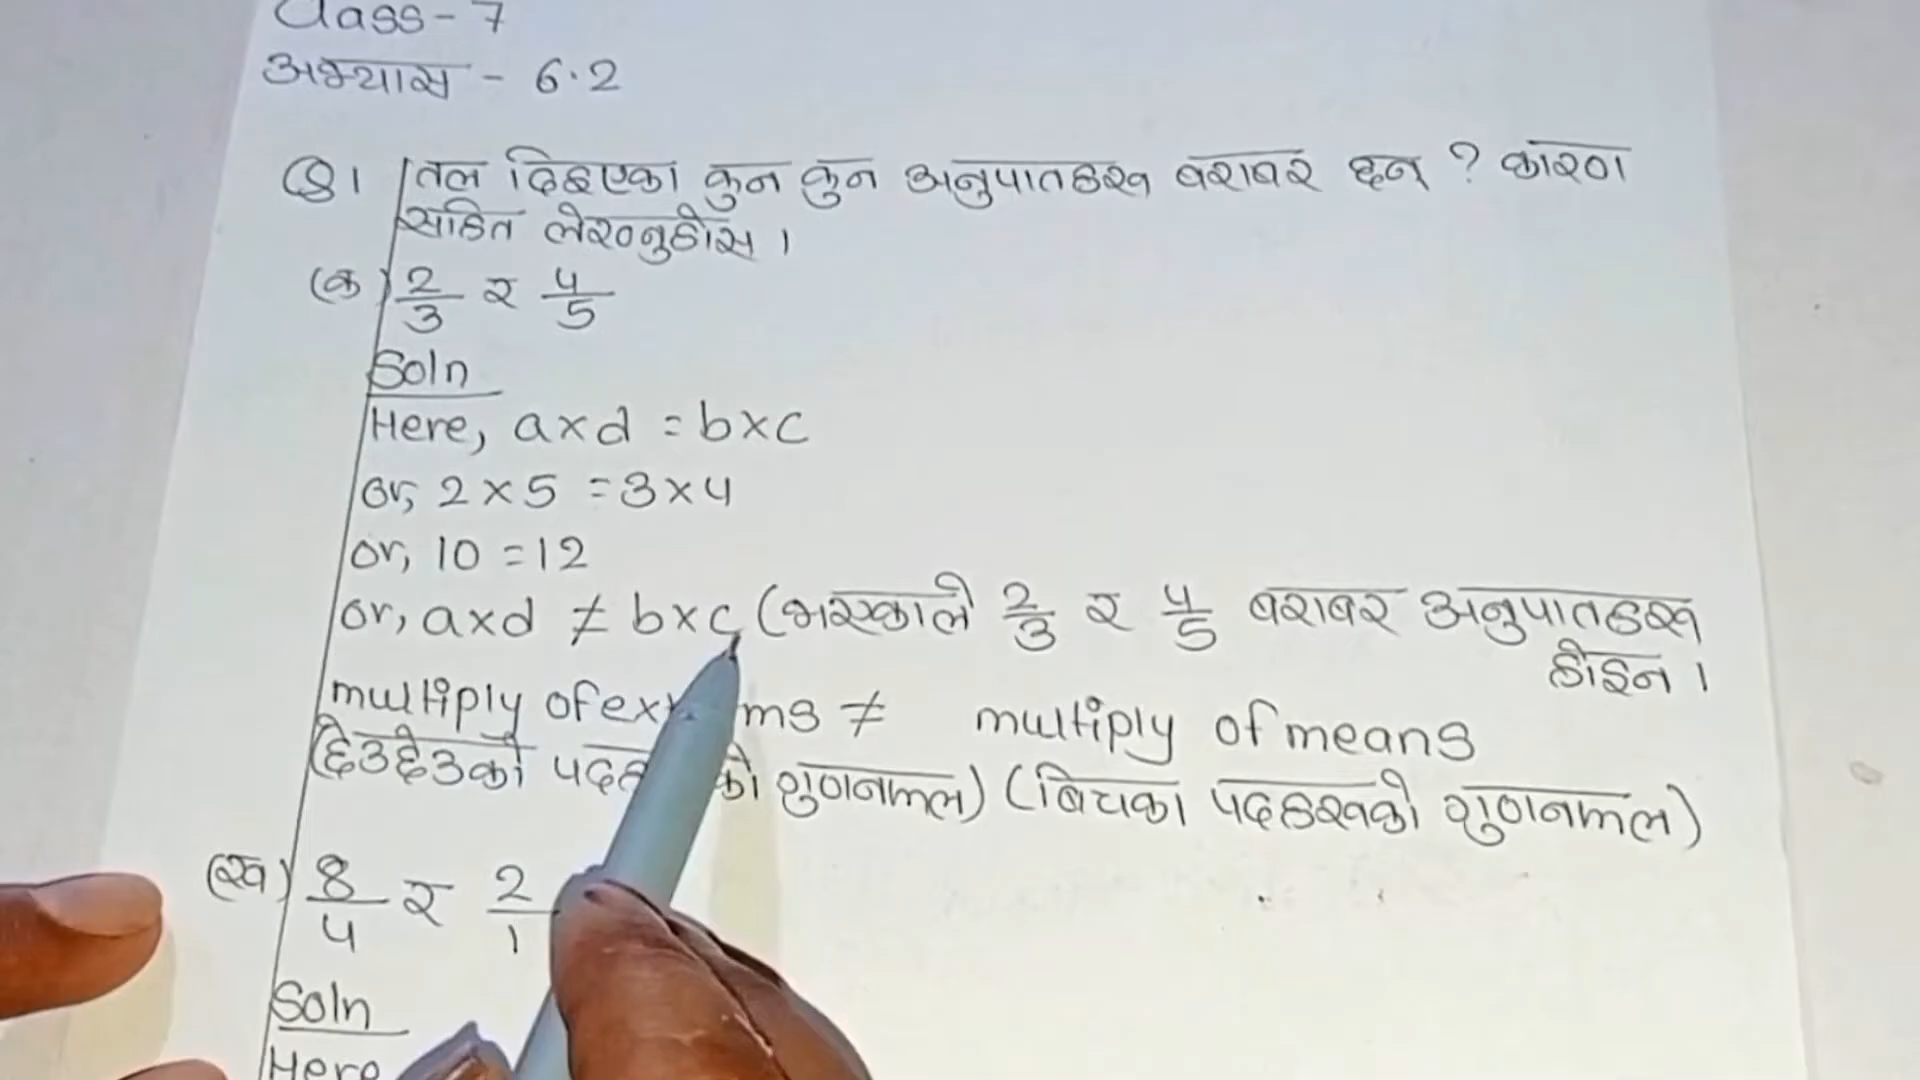 Class - 7
अभ्यास - 6.2
Q1 तल दिइएका कुन कुन अनुपातहरू बराबर छन् ? कारण
सहित लेख्नुहोस ।
(क) 2/3 र 4/5
Soln
Here, a×d = b×c
or, 2 × 5 = 3 × 4
or, 10 = 12
or, a×d ≠ b×c (भएकाले 2/3 र 4/5 बराबर अनुपातहरू
होइन ।
multiply of ≠ multiply of means
(छेउछेउको गुणनफल) (बिचका पदहरूको गुणनफल)
(ख) 8/4 र 2/1
Soln
Here